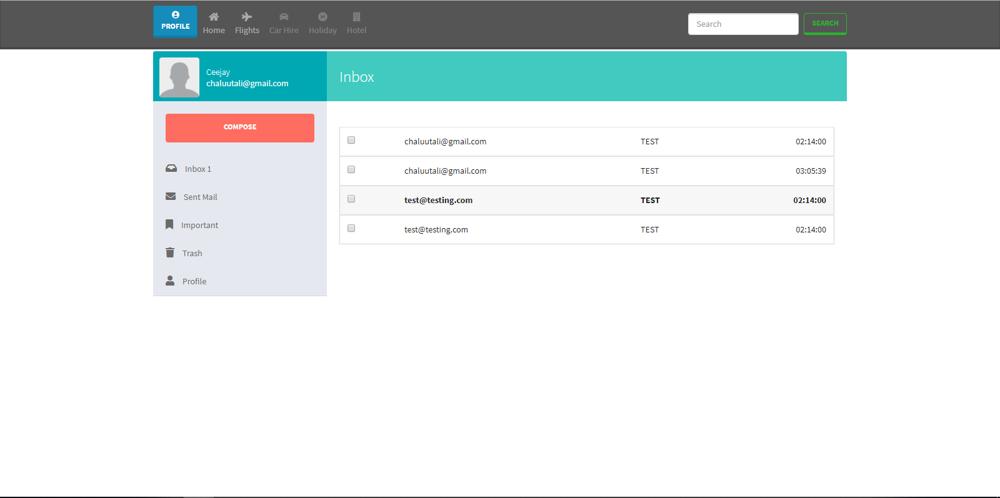 PROFILE
Home
Flights
Car Hire
Holiday
Hotel
Search
SEARCH
Ceejay
chaluutali@gmail.com
Inbox
COMPOSE
Inbox 1
Sent Mail
Important
Trash
Profile
chaluutali@gmail.com TEST 02:14:00
chaluutali@gmail.com TEST 03:05:39
test@testing.com TEST 02:14:00
test@testing.com TEST 02:14:00